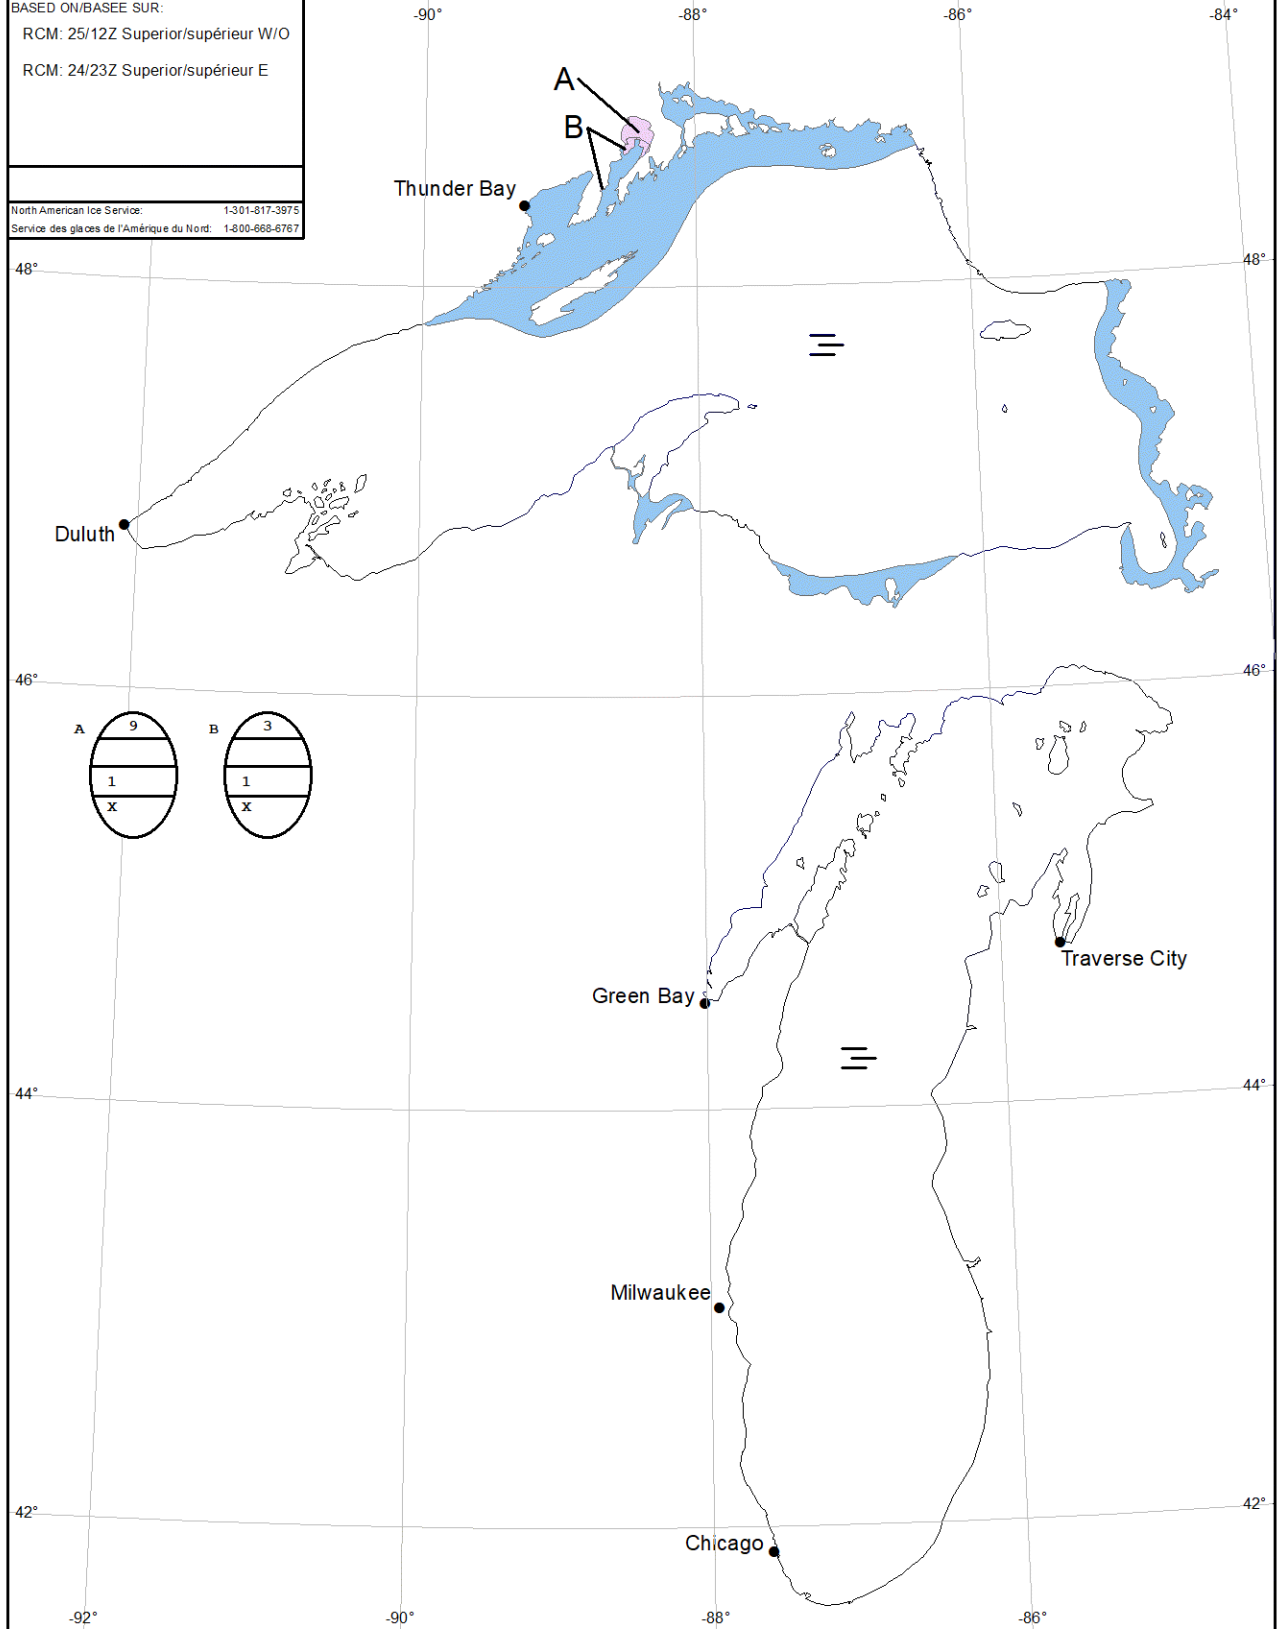 BASED ON/BASEE SUR:
RCM: 25/12Z Superior/supérieur W/O
RCM: 24/23Z Superior/supérieur E
North American Ice Service: 1-301-817-3975
Service des glaces de l'Amérique du Nord: 1-800-668-6767
-90° -88° -86° -84°
A
B
Thunder Bay
48° 48°
Duluth
46° 46°
A 9 B 3
1 1
X X
Traverse City
Green Bay
44° 44°
Milwaukee
42° 42°
Chicago
-92° -90° -88° -86°